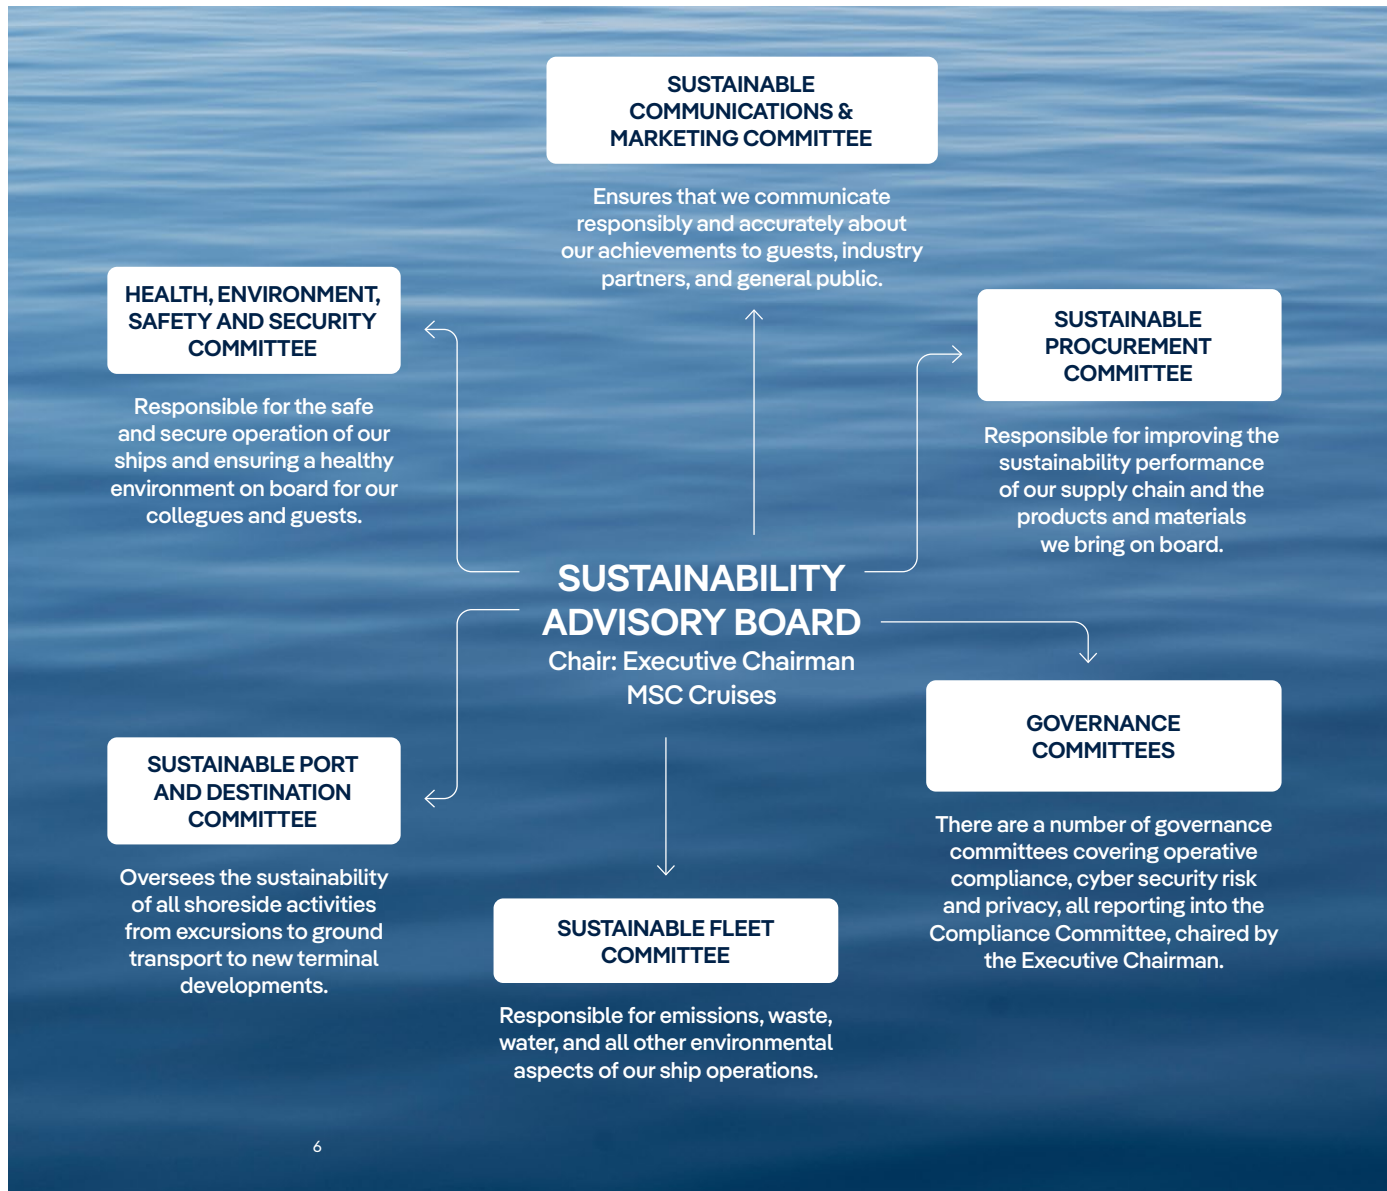 SUSTAINABLE
COMMUNICATIONS &
MARKETING COMMITTEE
Ensures that we communicate
responsibly and accurately about
our achievements to guests, industry
partners, and general public.
HEALTH, ENVIRONMENT,
SAFETY AND SECURITY
COMMITTEE
Responsible for the safe
and secure operation of our
ships and ensuring a healthy
environment on board for our
collegues and guests.
SUSTAINABLE
PROCUREMENT
COMMITTEE
Responsible for improving the
sustainability performance
of our supply chain and the
products and materials
we bring on board.
SUSTAINABILITY
ADVISORY BOARD
Chair: Executive Chairman
MSC Cruises
SUSTAINABLE PORT
AND DESTINATION
COMMITTEE
Oversees the sustainability
of all shoreside activities
from excursions to ground
transport to new terminal
developments.
SUSTAINABLE FLEET
COMMITTEE
Responsible for emissions, waste,
water, and all other environmental
aspects of our ship operations.
GOVERNANCE
COMMITTEES
There are a number of governance
committees covering operative
compliance, cyber security risk
and privacy, all reporting into the
Compliance Committee, chaired by
the Executive Chairman.
6